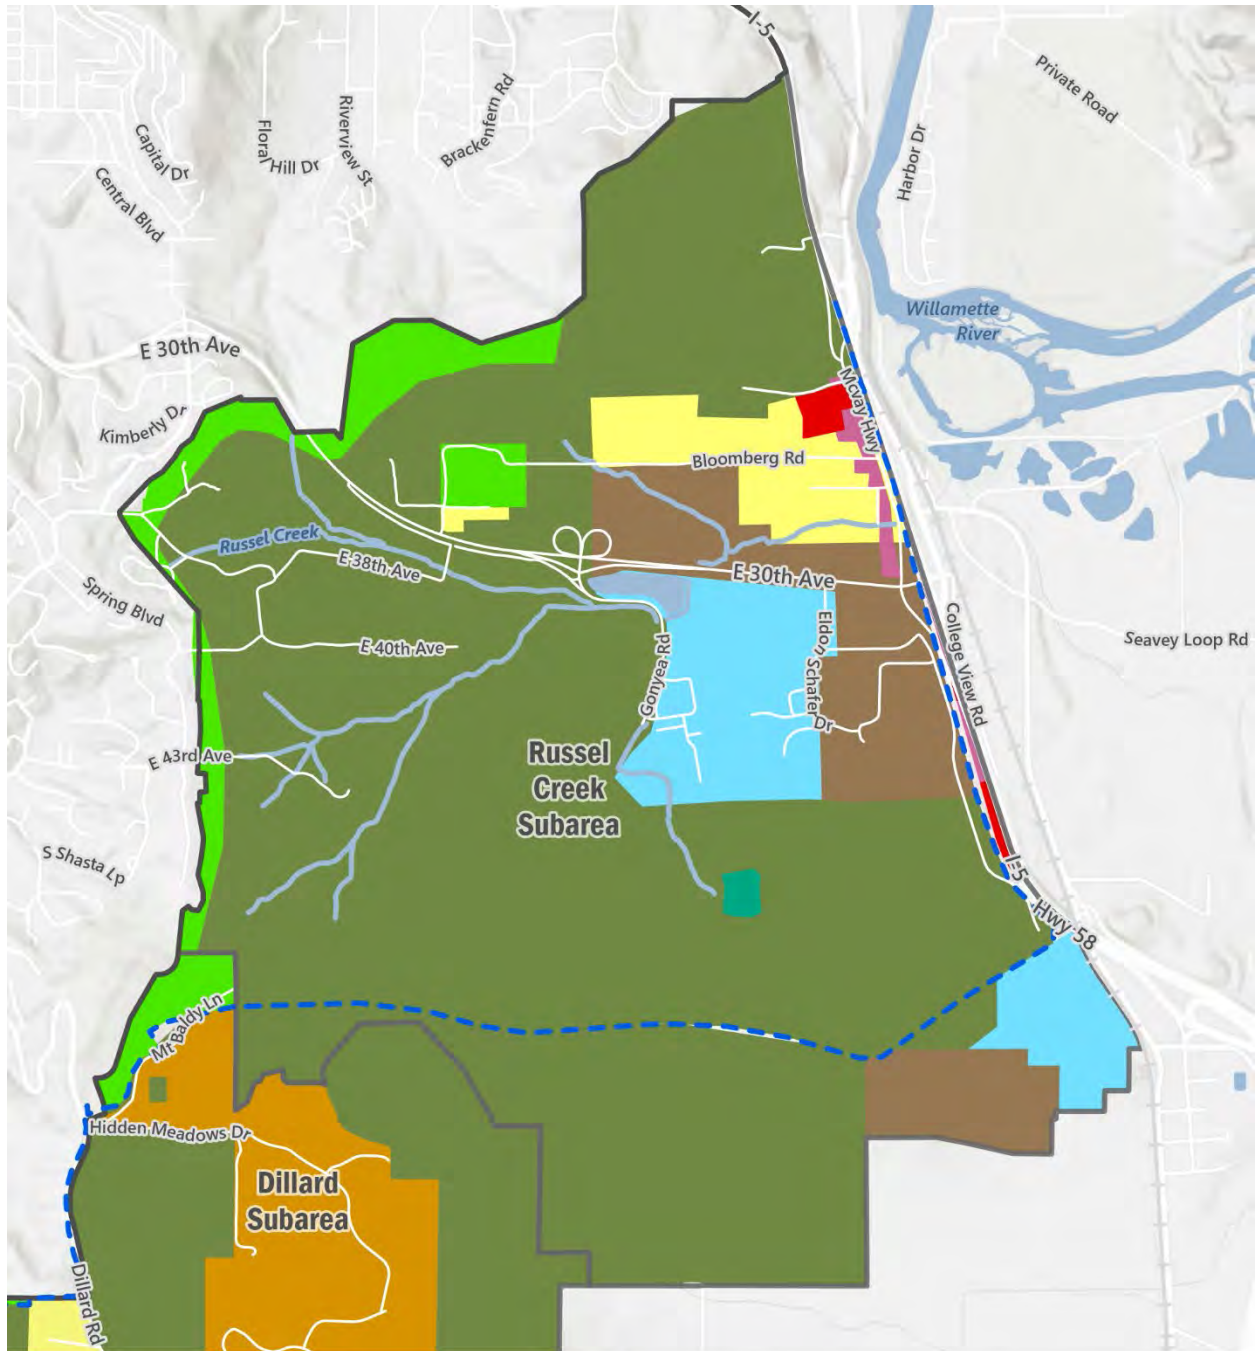 I-5
Private Road
Capital Dr
Floral
Hill Dr
Riverview St
Brackenfern Rd
Harbor Dr
Central Blvd
Willamette
River
E 30th Ave
Mcvay Hwy
Kimberly Dr
Bloomberg Rd
Russel Creek
E 38th Ave
E 30th Ave
Spring Blvd
Eldon Schafer Dr
College View Rd
Seavey Loop Rd
E 40th Ave
Gonyea Rd
E 43rd Ave
Russel
Creek
Subarea
S Shasta Lp
I-5
Hwy 58
Mt Baldy Ln
Hidden Meadows Dr
Dillard
Subarea
Dillard Rd